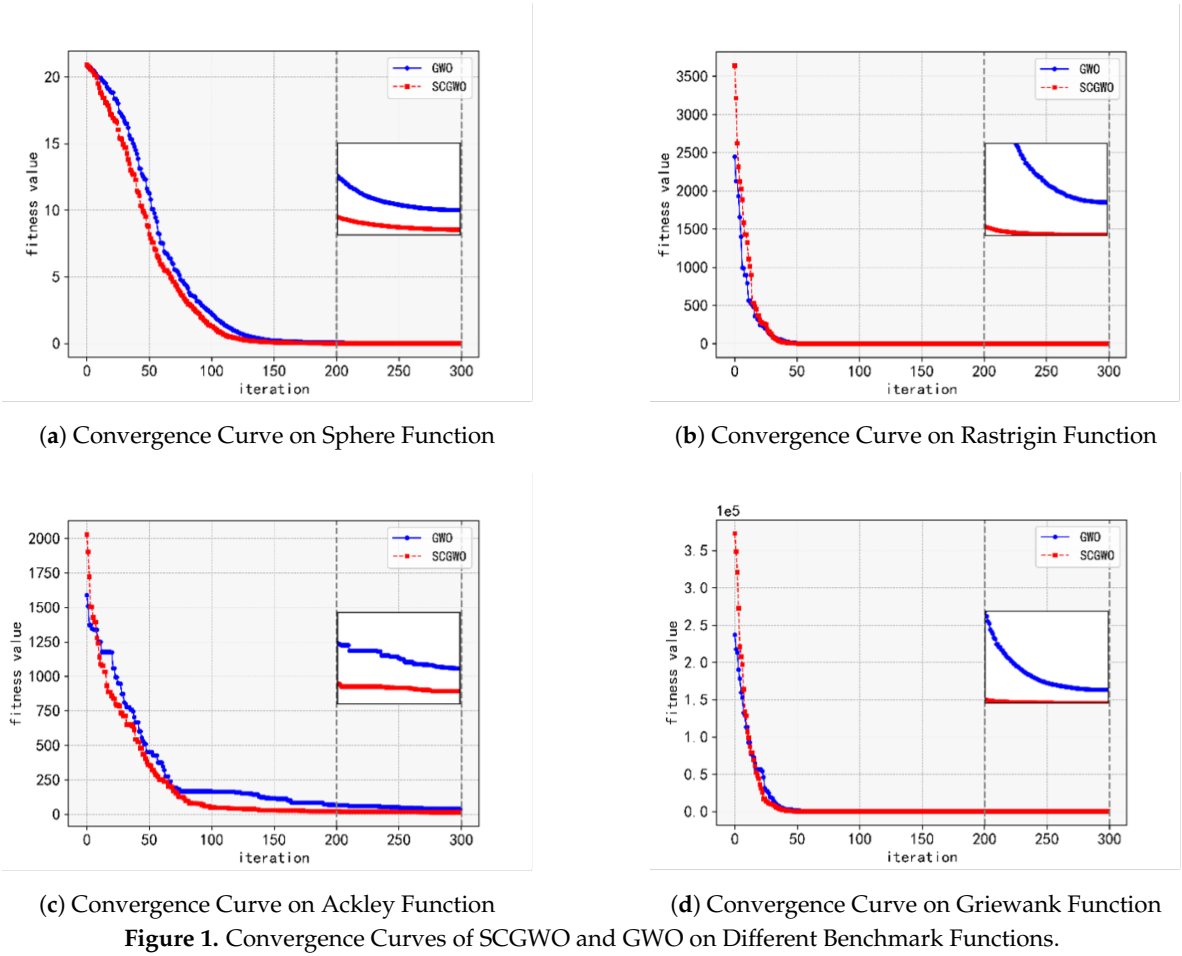 GWO
SCGWO
20
15
10
5
0
fitness value
0 50 100 150 200 250 300
iteration
(a) Convergence Curve on Sphere Function
GWO
SCGWO
3500
3000
2500
2000
1500
1000
500
0
fitness value
0 50 100 150 200 250 300
iteration
(b) Convergence Curve on Rastrigin Function
GWO
SCGWO
2000
1750
1500
1250
1000
750
500
250
0
fitness value
0 50 100 150 200 250 300
iteration
(c) Convergence Curve on Ackley Function
1e5
GWO
SCGWO
3.5
3.0
2.5
2.0
1.5
1.0
0.5
0.0
fitness value
0 50 100 150 200 250 300
iteration
(d) Convergence Curve on Griewank Function
Figure 1. Convergence Curves of SCGWO and GWO on Different Benchmark Functions.